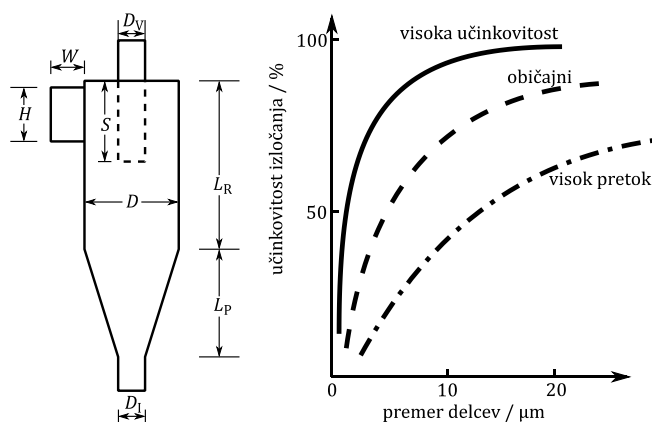 D_V
W
H
S
L_R
D
L_P
D_I
100
50
0
10
20
visoka učinkovitost
običajni
visok pretok
učinkovitost izločanja / %
premer delcev / µm